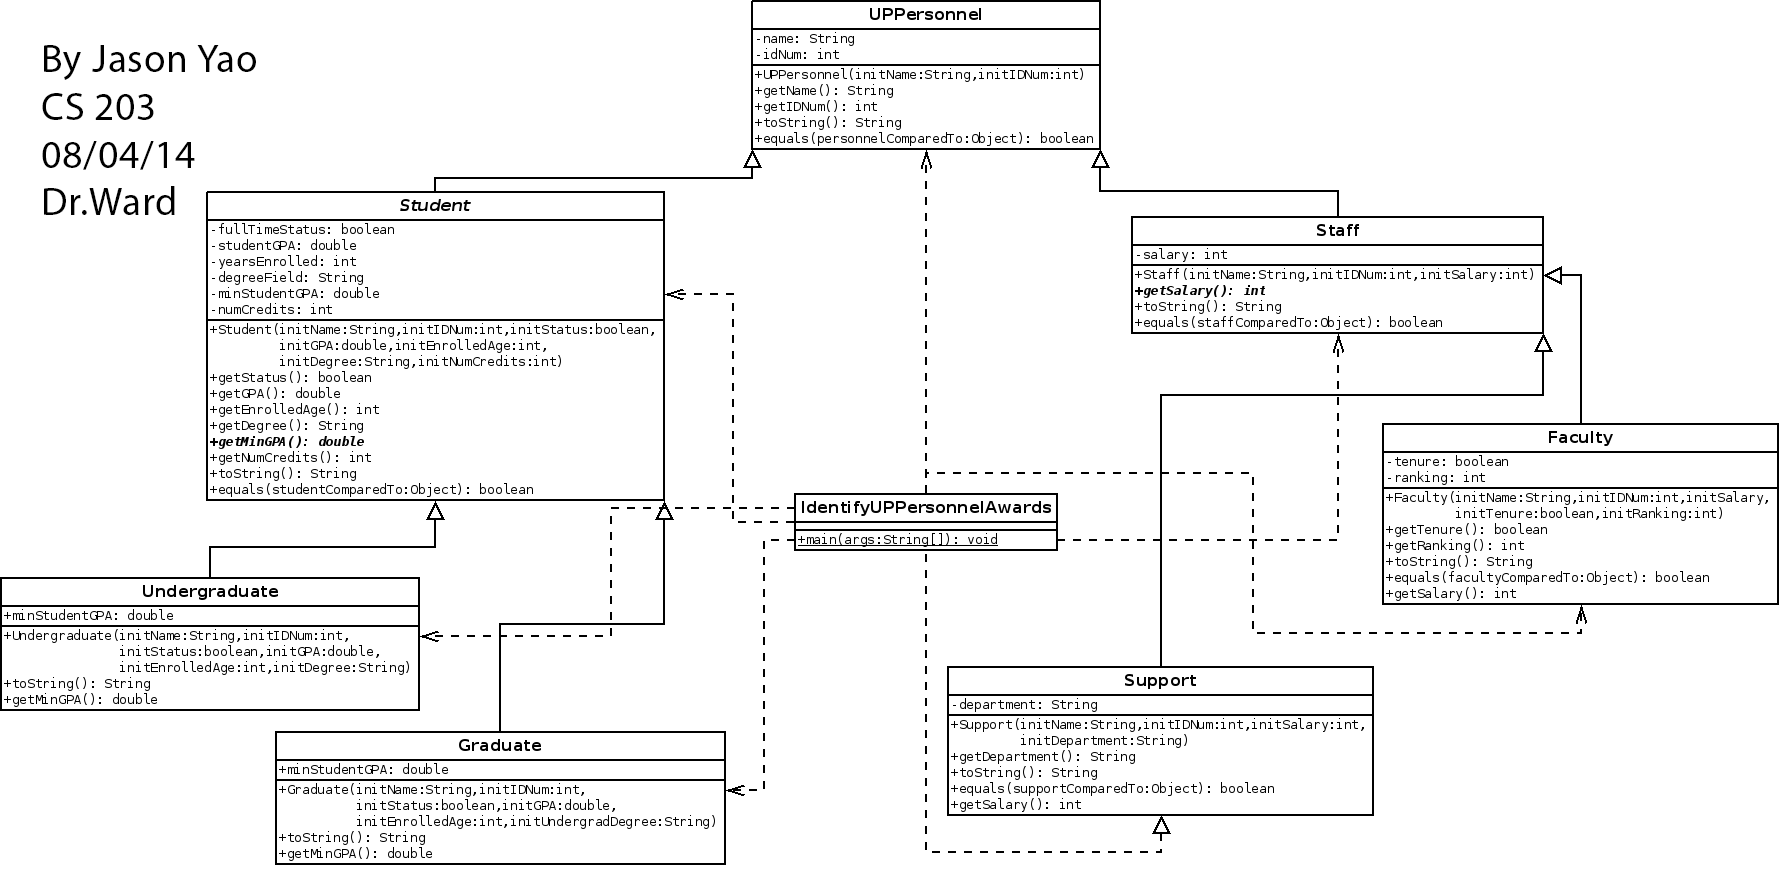 By Jason Yao
CS 203
08/04/14
Dr.Ward
UPPersonnel
-name: String
-idNum: int
+UPPersonnel(initName:String,initIDNum:int)
+getName(): String
+getIDNum(): int
+toString(): String
+equals(personnelComparedTo:Object): boolean
Student
-fullTimeStatus: boolean
-studentGPA: double
-yearsEnrolled: int
-degreeField: String
-minStudentGPA: double
-numCredits: int
+Student(initName:String,initIDNum:int,initStatus:boolean,
initGPA:double,initEnrolledAge:int,
initDegree:String,initNumCredits:int)
+getStatus(): boolean
+getGPA(): double
+getEnrolledAge(): int
+getDegree(): String
+getMinGPA(): double
+getNumCredits(): int
+toString(): String
+equals(studentComparedTo:Object): boolean
Staff
-salary: int
+Staff(initName:String,initIDNum:int,initSalary:int)
+getSalary(): int
+toString(): String
+equals(staffComparedTo:Object): boolean
Faculty
-tenure: boolean
-ranking: int
+Faculty(initName:String,initIDNum:int,initSalary,
initTenure:boolean,initRanking:int)
+getTenure(): boolean
+getRanking(): int
+toString(): String
+equals(facultyComparedTo:Object): boolean
+getSalary(): int
IdentifyUPPersonnelAwards
+main(args:String[]): void
Undergraduate
+minStudentGPA: double
+Undergraduate(initName:String,initIDNum:int,
initStatus:boolean,initGPA:double,
initEnrolledAge:int,initDegree:String)
+toString(): String
+getMinGPA(): double
Graduate
+minStudentGPA: double
+Graduate(initName:String,initIDNum:int,
initStatus:boolean,initGPA:double,
initEnrolledAge:int,initUndergradDegree:String)
+toString(): String
+getMinGPA(): double
Support
-department: String
+Support(initName:String,initIDNum:int,initSalary:int,
initDepartment:String)
+getDepartment(): String
+toString(): String
+equals(supportComparedTo:Object): boolean
+getSalary(): int